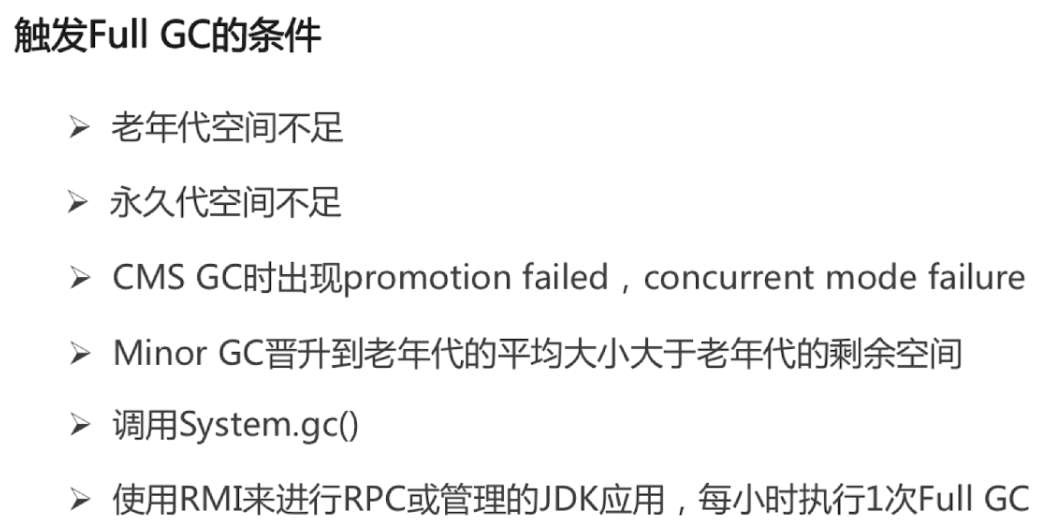 触发Full GC的条件
➢ 老年代空间不足
➢ 永久代空间不足
➢ CMS GC时出现promotion failed，concurrent mode failure
➢ Minor GC晋升到老年代的平均大小大于老年代的剩余空间
➢ 调用System.gc()
➢ 使用RMI来进行RPC或管理的JDK应用，每小时执行1次Full GC